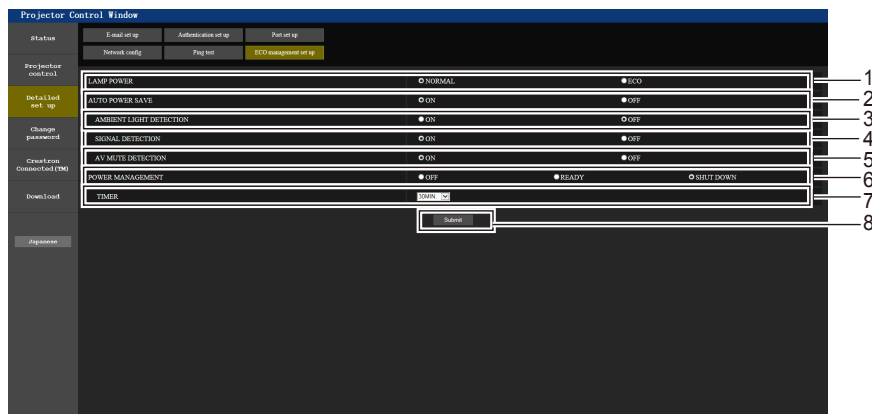 Projector Control Window
Status
E-mail set up
Authentication set up
Port set up
Network config
Ping test
ECO management set up
Projector
control
Detailed
set up
Change
password
Crestron
Connected(TM)
Download
Japanese
LAMP POWER NORMAL ECO 1
AUTO POWER SAVE ON OFF 2
AMBIENT LIGHT DETECTION ON OFF 3
SIGNAL DETECTION ON OFF 4
AV MUTE DETECTION ON OFF 5
POWER MANAGEMENT OFF READY SHUT DOWN 6
TIMER 30MIN. 7
Submit 8